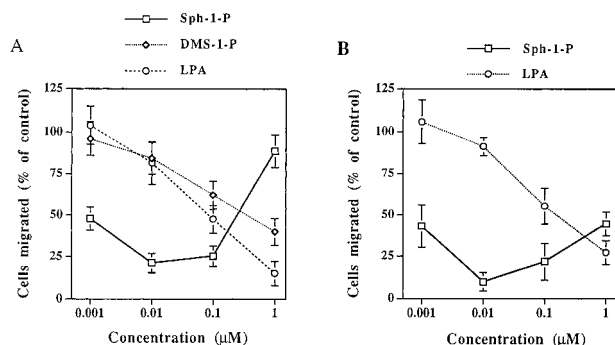 A
Sph-1-P
DMS-1-P
LPA
Cells migrated (% of control)
125
100
75
50
25
0
0.001
0.01
0.1
1
Concentration (μM)
B
Sph-1-P
LPA
Cells migrated (% of control)
125
100
75
50
25
0
0.001
0.01
0.1
1
Concentration (μM)